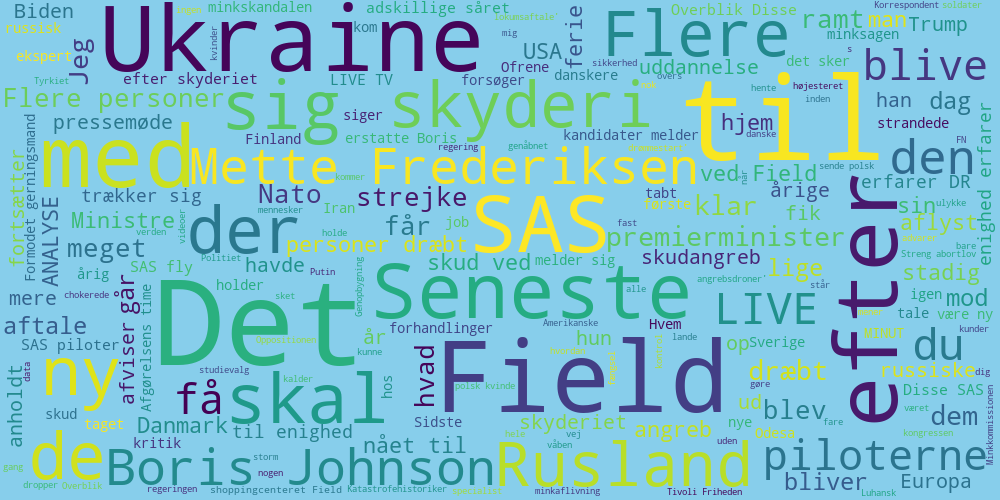 Biden
minkskandalen
adskillige såret
Ukraine
kom
Overblik Disse
Korrespondent
soldater
russisk
Flere
ramt
man
Trump
ekspert
kvinder
mig
USA
ferie
minksagen
Jeg
efter skyderiet
LIVE TV
Ofrene
danskere
uddannelse
det sker
s
blive
Tyrkiet
forsøger
sikkerhed
overs
højesteret
Flere personer
sig
skyderi
til
nok
hente
inden
han
dag
siger
pressemøde
Finland
erstatte Boris
regering
genåbnet
kandidater melder
hjem
danske
strandede
FN
med
Mette Frederiksen
ved Field
når
sende polsk
den
enighed erfarer
Formodet gerningsmand
fortsætter
trækker sig
kommer
mennesker
Nato
strejke
tabt
første
årige
erfarer DR
Ministre
verden
videoer
der
Iran
holde
får
job
SAS
fast
klar
fik
sin
ulykke
aflyst
ANALYSE
meget
personer dræbt
premierminister
bare
årig
SAS fly
Politiet
havde
skud ved
melder sig
skudangreb
lige
Streng abortlov
stadig
chokerede
går
Putin
Genopbygning
Det
Seneste
angrebsdroner
alle
står
efter
mere
holder
sket
LIVE
igen
mod
tale
være ny
aftale
SAS piloter
afviser
Afgørelsens time
år
forhandlinger
Amerikanske
Hvem
lande
hun
op
Sverige
du
kunder
kunne
studievalg
ny
data
få
skal
kalder
hos
hvad
polsk kvinde
Field
dræbt
gøre
russiske
dig
Disse SAS
anholdt
skud
taget
Danmark
Sidste
skyderiet
nye
ud
blev
været
fare
dem
kongressen
Minkkommissionen
kritik
til enighed
nået til
hele
vej
angreb
Odessa
uden
de
storm
nogen
Boris Johnson
våben
Rusland
piloterne
gang
dropper
Overblik
regeringen
shoppingcenteret Field
Katastrofehistoriker
minkaflivning
Tivoli Friheden
bliver
Luhansk
Europa